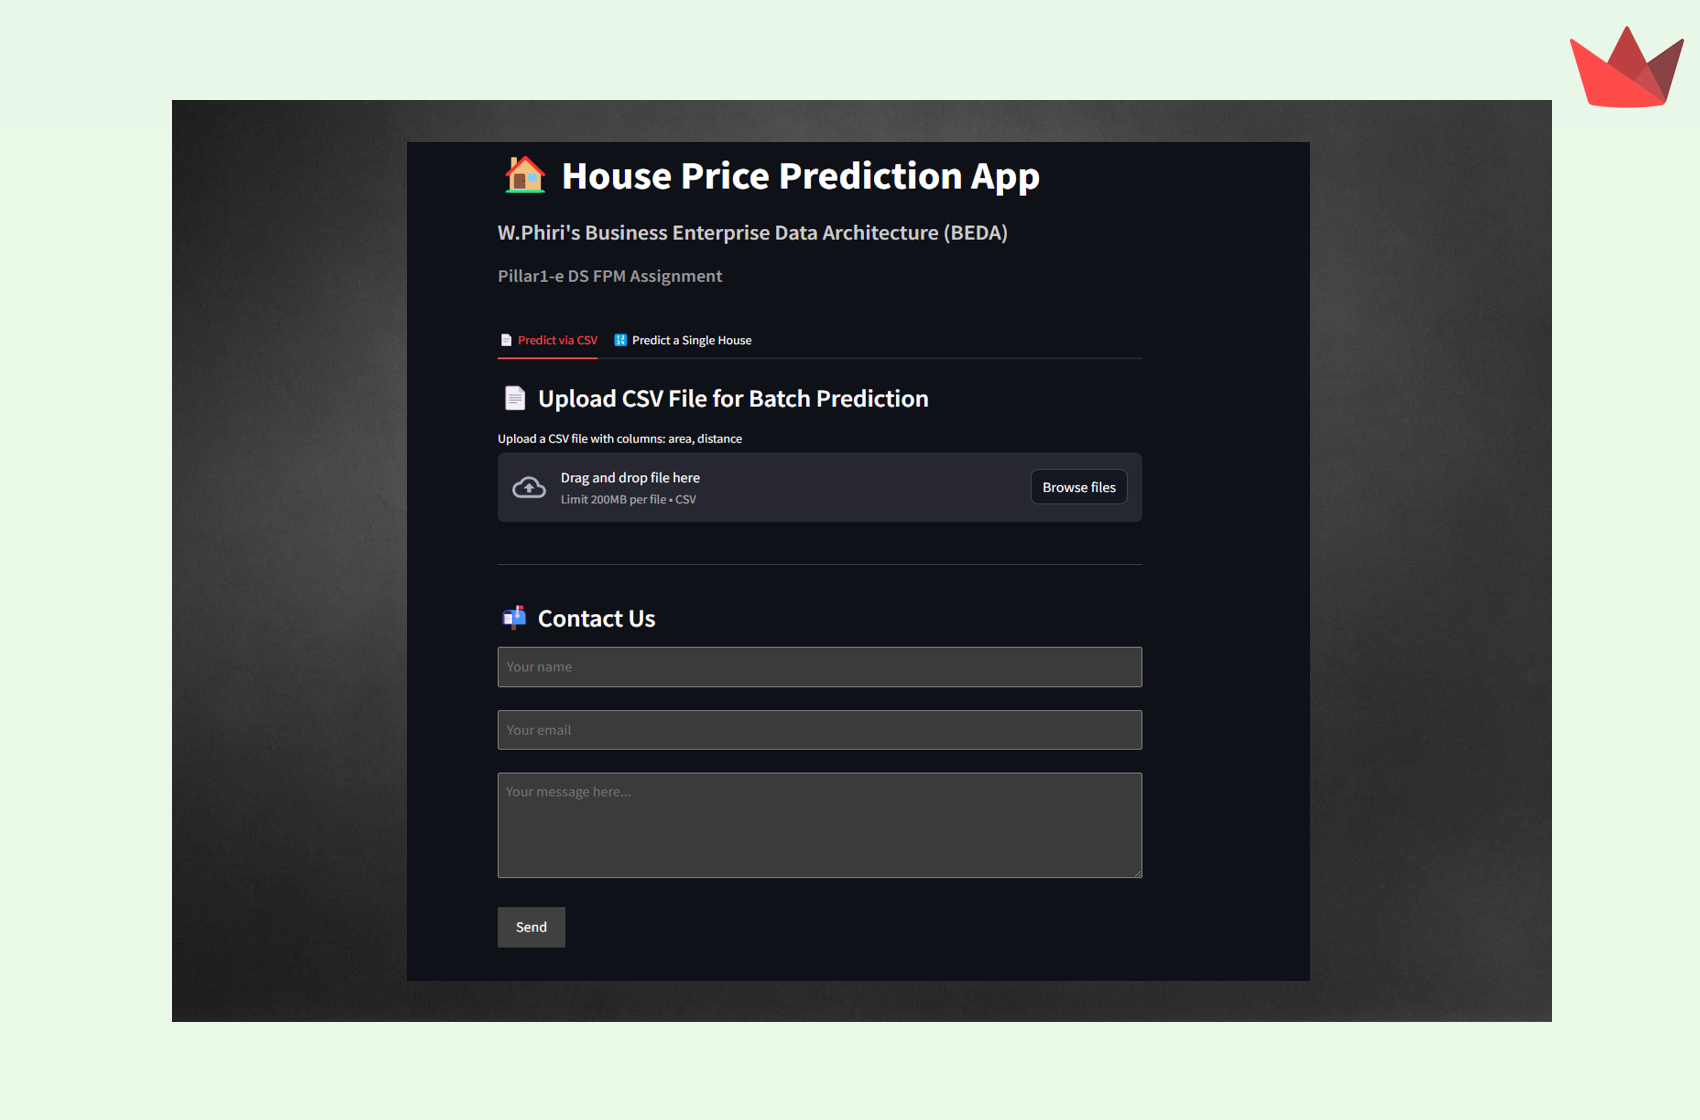 House Price Prediction App
W.Phiri's Business Enterprise Data Architecture (BEDA)
Pillar1-e DS FPM Assignment
Predict via CSV
Predict a Single House
Upload CSV File for Batch Prediction
Upload a CSV file with columns: area, distance
Drag and drop file here
Limit 200MB per file • CSV
Browse files
Contact Us
Your name
Your email
Your message here...
Send